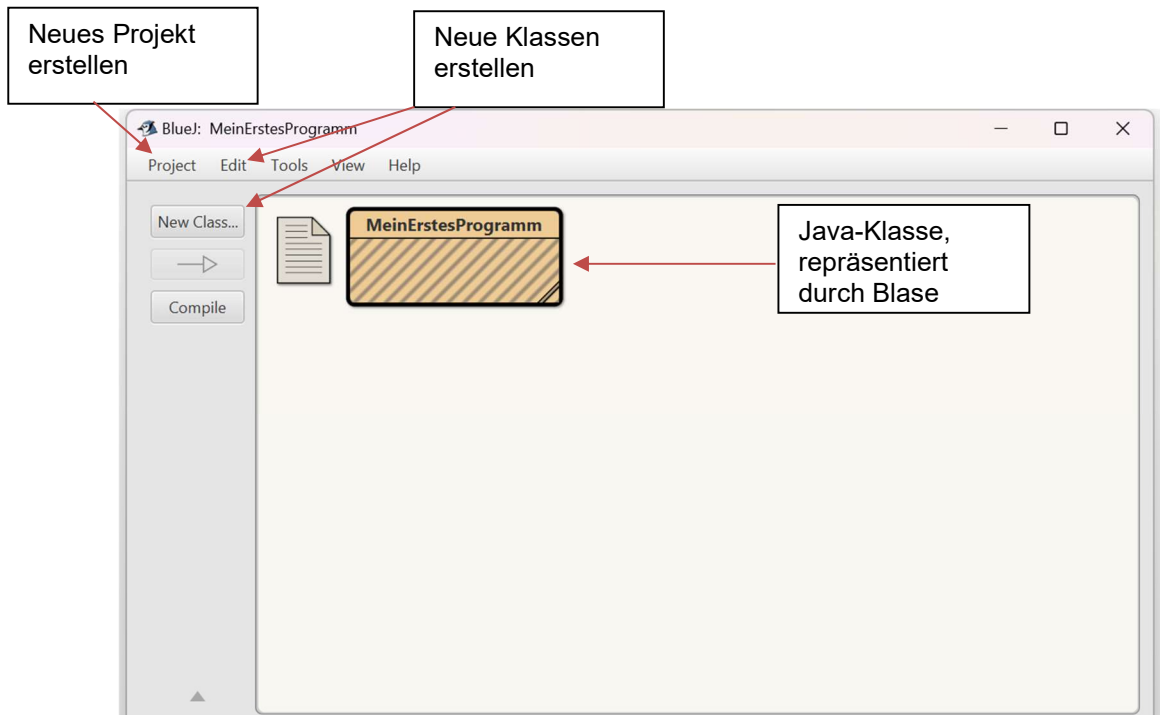 Neues Projekt
erstellen
Neue Klassen
erstellen
BlueJ: MeinErstesProgramm
Project Edit Tools View Help
New Class...
MeinErstesProgramm
Java-Klasse,
repräsentiert
durch Blase
Compile